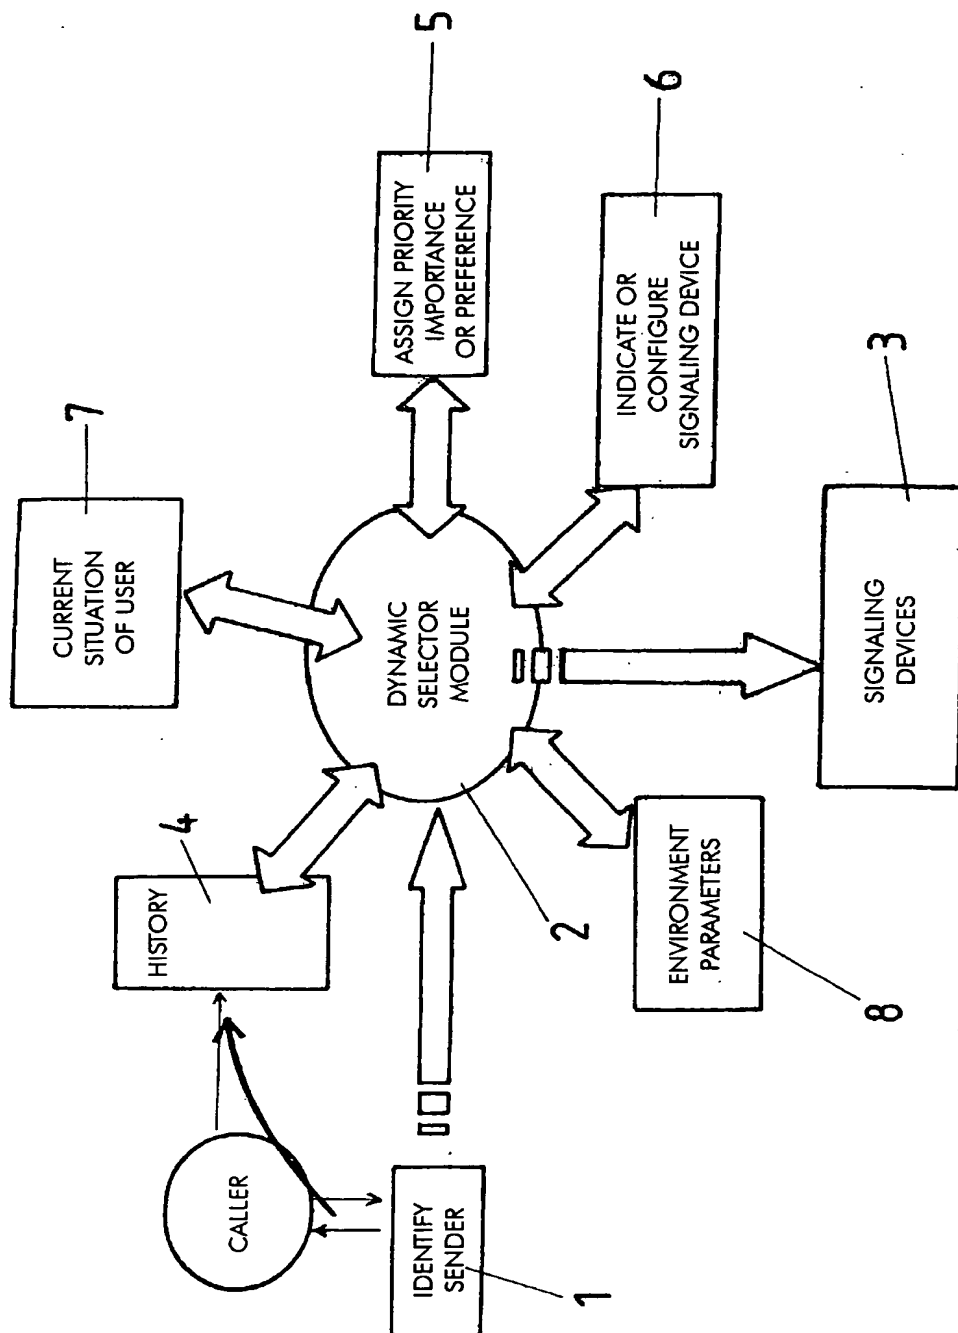 CALLER
IDENTIFY
SENDER
1
HISTORY
4
CURRENT
SITUATION
OF USER
7
DYNAMIC
SELECTOR
MODULE
2
ASSIGN PRIORITY
IMPORTANCE
OR PREFERENCE
5
INDICATE OR
CONFIGURE
SIGNALING DEVICE
6
ENVIRONMENT
PARAMETERS
8
SIGNALING
DEVICES
3